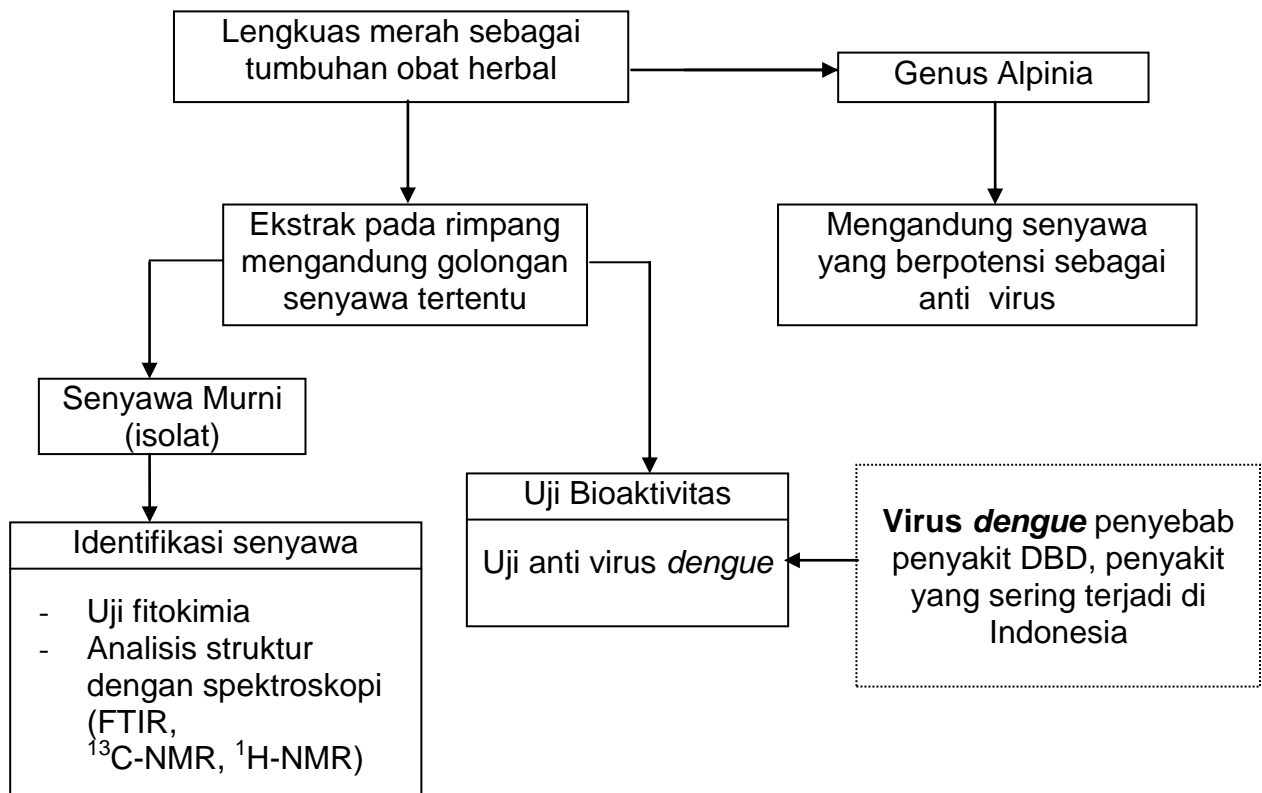 Lengkuas merah sebagai
tumbuhan obat herbal
Genus Alpinia
Ekstrak pada rimpang
mengandung golongan
senyawa tertentu
Mengandung senyawa
yang berpotensi sebagai
anti virus
Senyawa Murni
(isolat)
Uji Bioaktivitas
Uji anti virus dengue
Virus dengue penyebab
penyakit DBD, penyakit
yang sering terjadi di
Indonesia
Identifikasi senyawa
- Uji fitokimia
- Analisis struktur
dengan spektroskopi
(FTIR,
¹³C-NMR, ¹H-NMR)